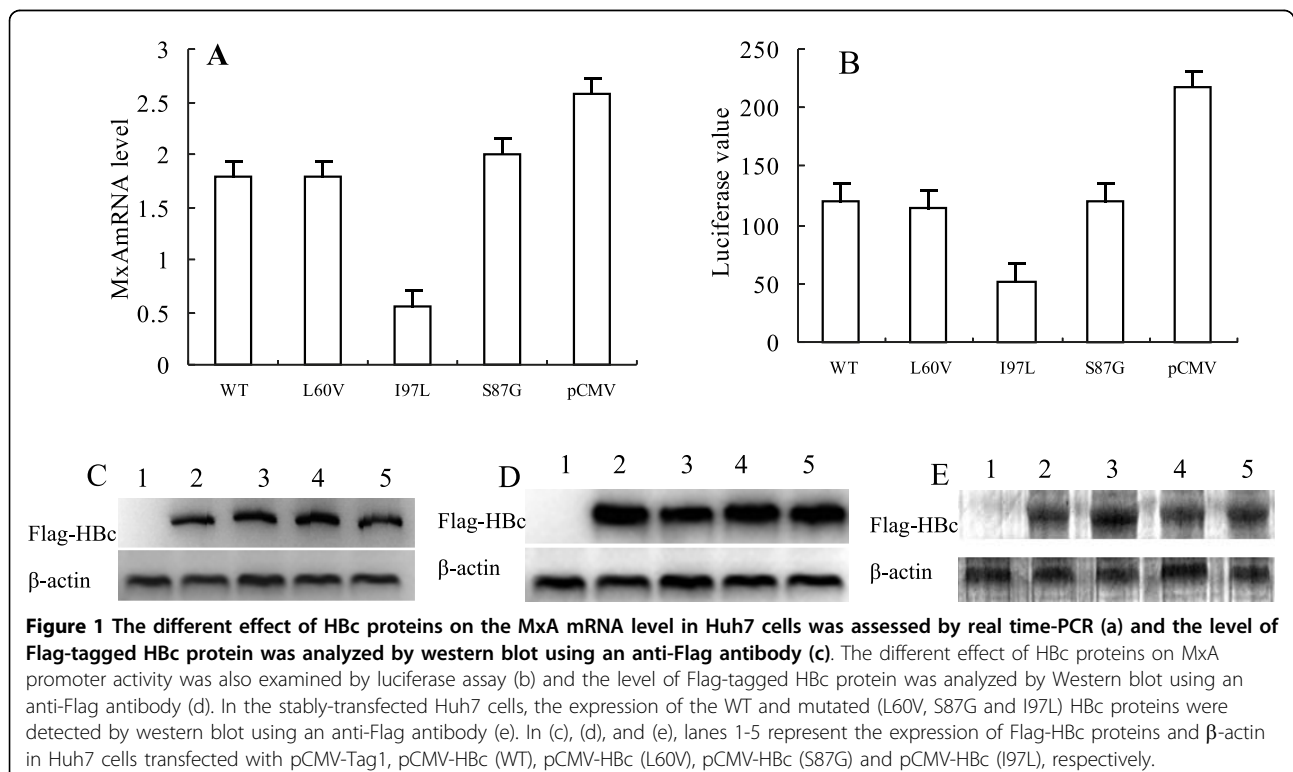 A
3
2.5
2
1.5
1
0.5
0
MxAmRNA level
WT L60V I97L S87G pCMV
B
250
200
150
100
50
0
Luciferase value
WT L60V I97L S87G pCMV
C 1 2 3 4 5
Flag-HBc
β-actin
D 1 2 3 4 5
Flag-HBc
β-actin
E 1 2 3 4 5
Flag-HBc
β-actin
Figure 1 The different effect of HBc proteins on the MxA mRNA level in Huh7 cells was assessed by real time-PCR (a) and the level of
Flag-tagged HBc protein was analyzed by western blot using an anti-Flag antibody (c). The different effect of HBc proteins on MxA
promoter activity was also examined by luciferase assay (b) and the level of Flag-tagged HBc protein was analyzed by Western blot using an
anti-Flag antibody (d). In the stably-transfected Huh7 cells, the expression of the WT and mutated (L60V, S87G and I97L) HBc proteins were
detected by western blot using an anti-Flag antibody (e). In (c), (d), and (e), lanes 1-5 represent the expression of Flag-HBc proteins and β-actin
in Huh7 cells transfected with pCMV-Tag1, pCMV-HBc (WT), pCMV-HBc (L60V), pCMV-HBc (S87G) and pCMV-HBc (I97L), respectively.